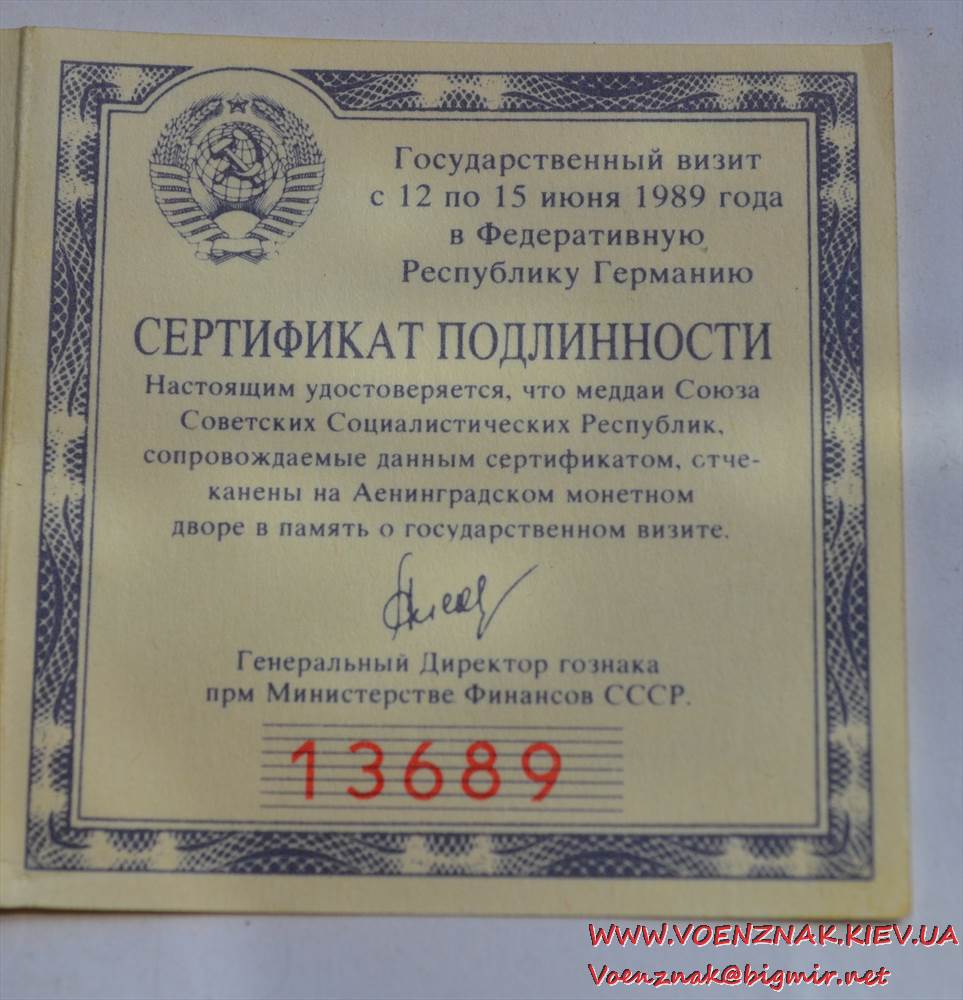 Государственный визит
с 12 по 15 июня 1989 года
в Федеративную
Республику Германию
СЕРТИФИКАТ ПОДЛИННОСТИ
Настоящим удостоверяется, что меддаи Союза
Советских Социалистических Республик,
сопровождаемые данным сертификатом, отче-
канены на Аенинградском монетном
дворе в память о государственном визите.
Генеральный Директор гознака
прм Министерстве Финансов СССР.
13689
WWW.VOENZNAK.KIEV.UA
Voenznak@bigmir.net